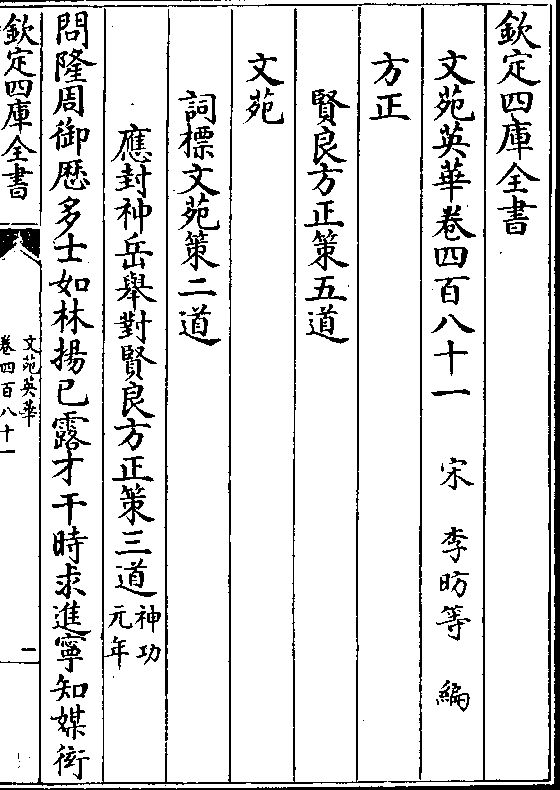 欽定四庫全書
文苑英華卷四百八十一 宋 李昉等 編
方正
賢良方正策五道
文苑
詞標文苑策二道
應封神岳舉對賢良方正策三道神功元年
問隆周御厯多士如林揚已露才干時求進寧知媒衒
欽定四庫全書
文苑英華
卷四百八十一
一